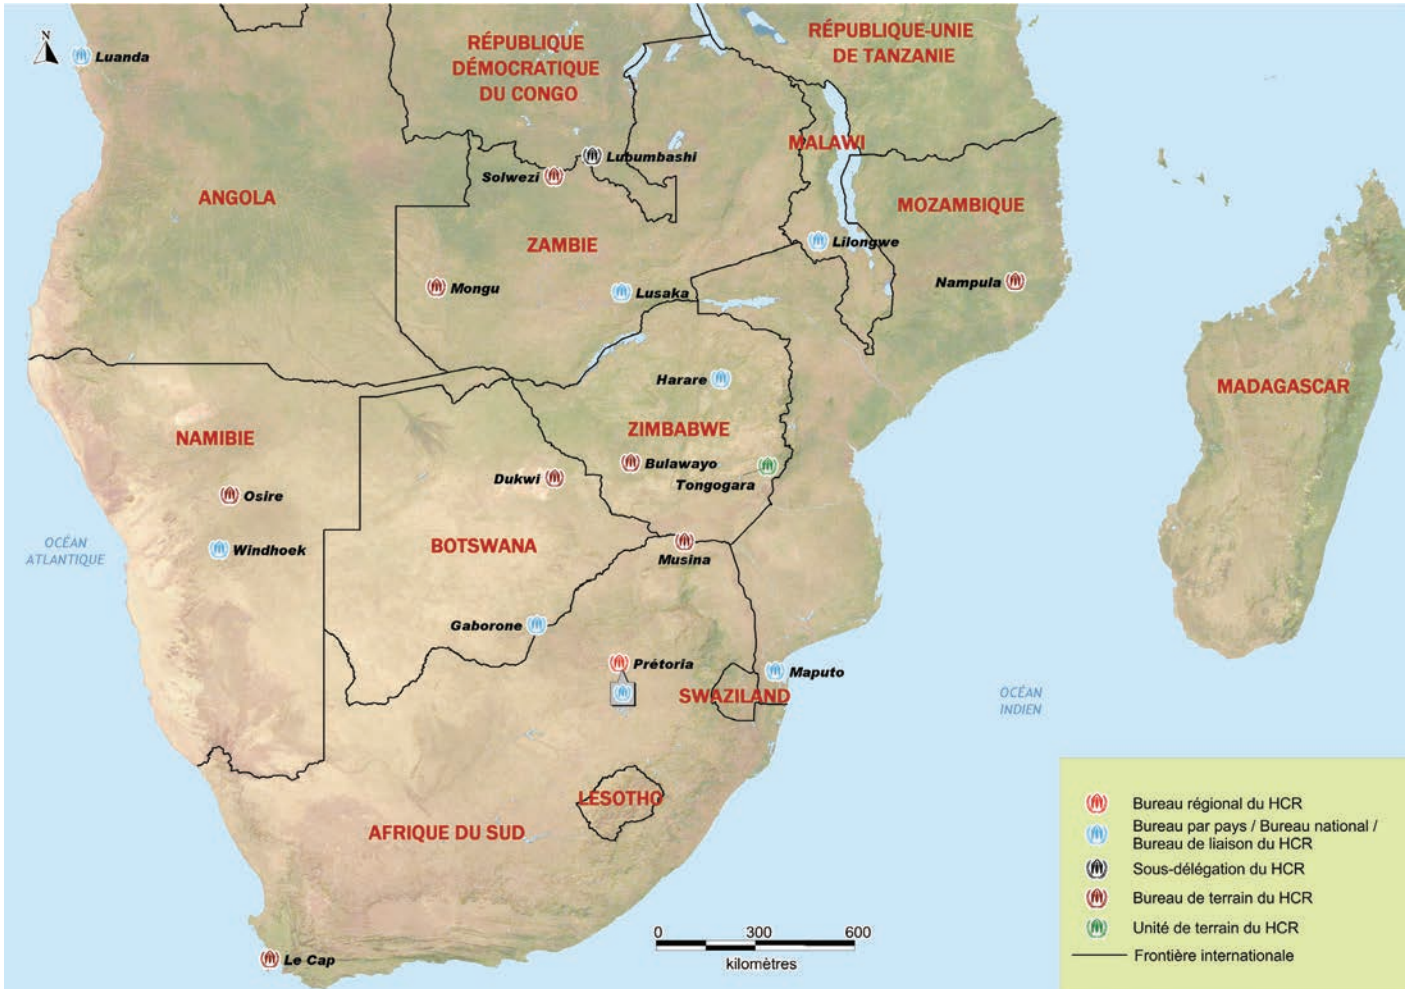 N
Luanda
RÉPUBLIQUE
DÉMOCRATIQUE
DU CONGO
RÉPUBLIQUE-UNIE
DE TANZANIE
MALAWI
Lubumbashi
Solwezi
ANGOLA
MOZAMBIQUE
ZAMBIE
Lilongwe
Nampula
Mongu
Lusaka
Harare
MADAGASCAR
NAMIBIE
ZIMBABWE
Bulawayo
Dukwi
Tongogara
Osire
OCÉAN
ATLANTIQUE
Windhoek
BOTSWANA
Musina
Gaborone
Prétoria
Maputo
SWAZILAND
OCÉAN
INDIEN
LESOTHO
AFRIQUE DU SUD
Le Cap
0 300 600
kilomètres
Bureau régional du HCR
Bureau par pays / Bureau national /
Bureau de liaison du HCR
Sous-délégation du HCR
Bureau de terrain du HCR
Unité de terrain du HCR
Frontière internationale